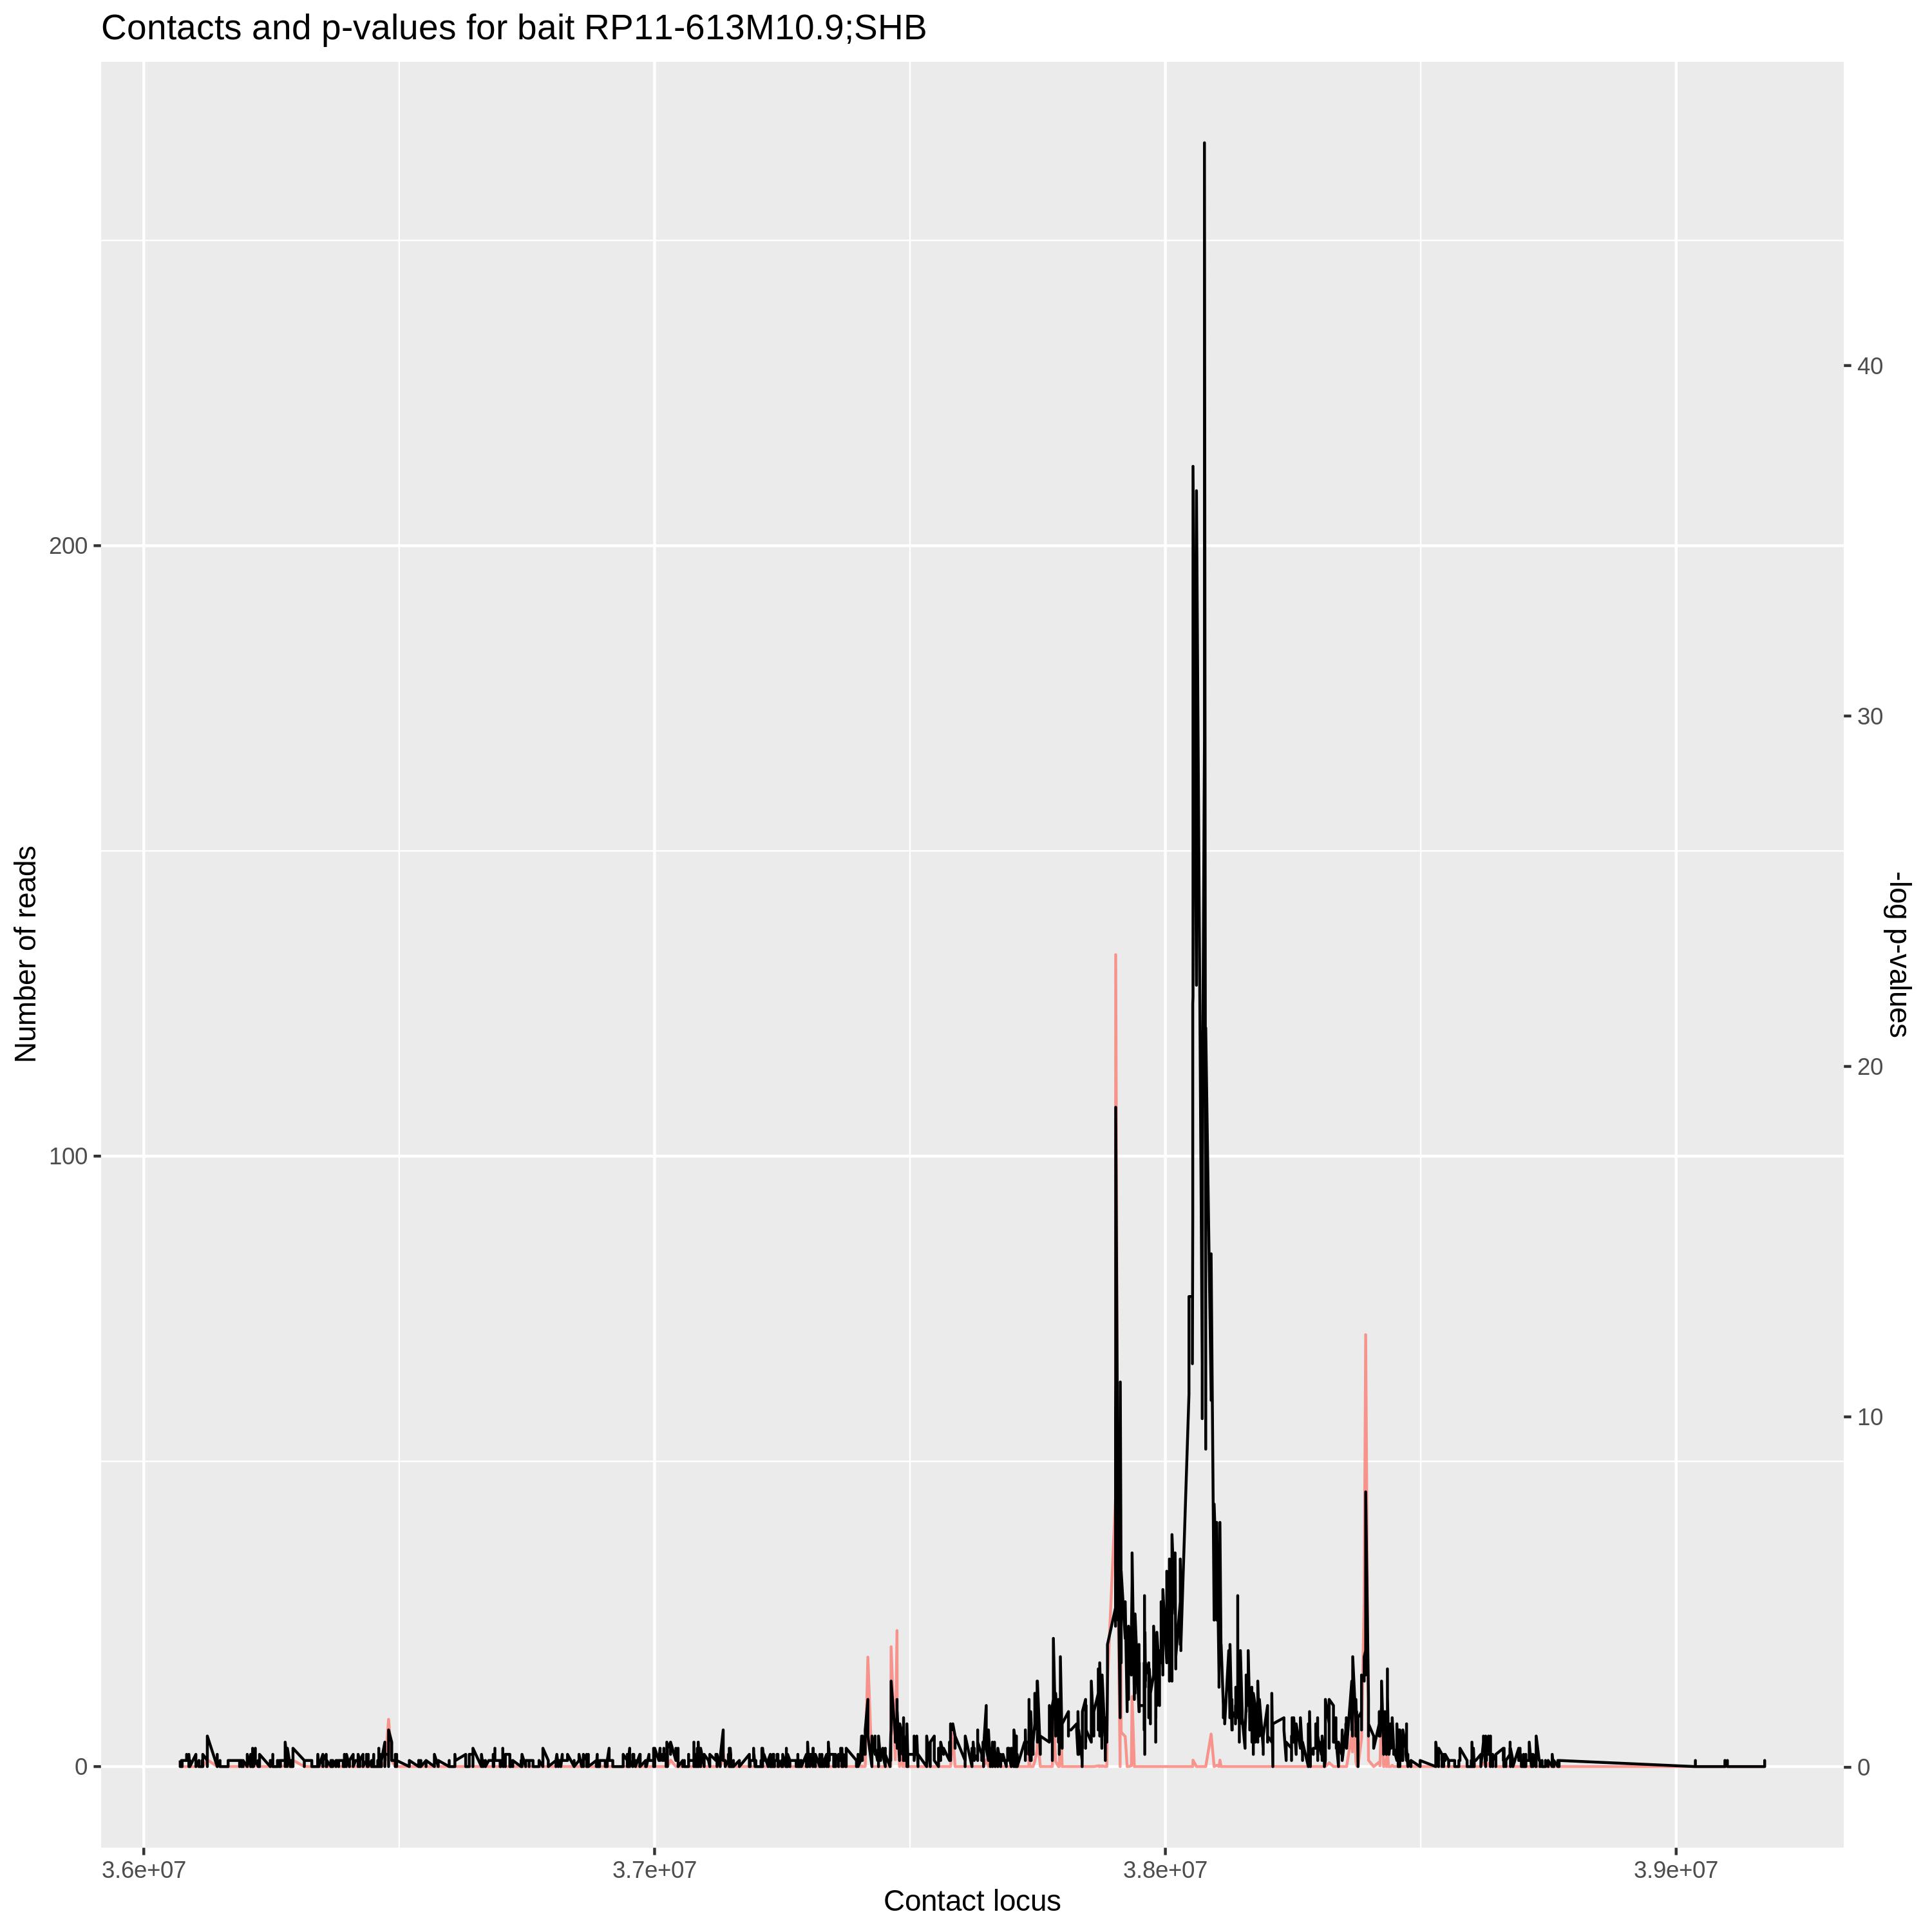 Contacts and p-values for bait RP11-613M10.9;SHB
Number of reads
200
100
0
40
30
20
10
0
-log p-values
3.6e+07
3.7e+07
3.8e+07
3.9e+07
Contact locus